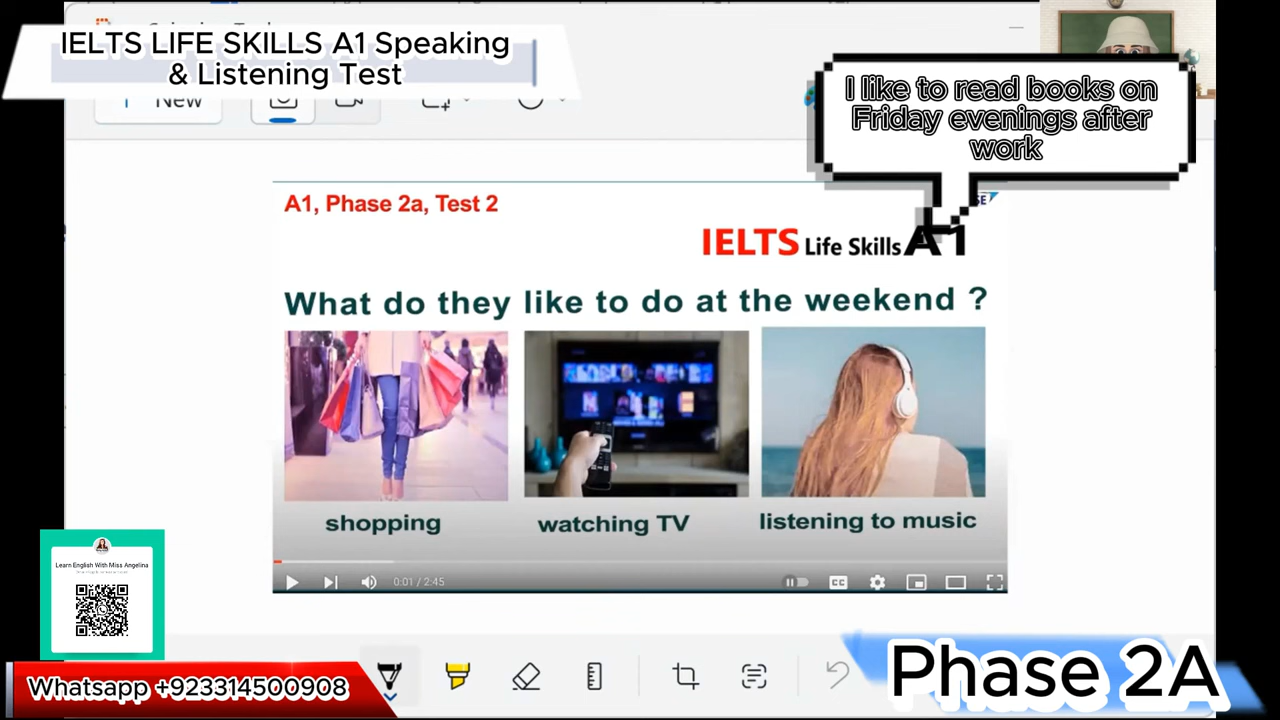 IELTS LIFE SKILLS A1 Speaking
& Listening Test
New
I like to read books on
Friday evenings after
work
A1, Phase 2a, Test 2
IELTS Life Skills A1
What do they like to do at the weekend ?
shopping
watching TV
listening to music
0:01 / 2:45
CC
Learn English With Miss Angelina
Whatsapp +923314500908
Phase 2A